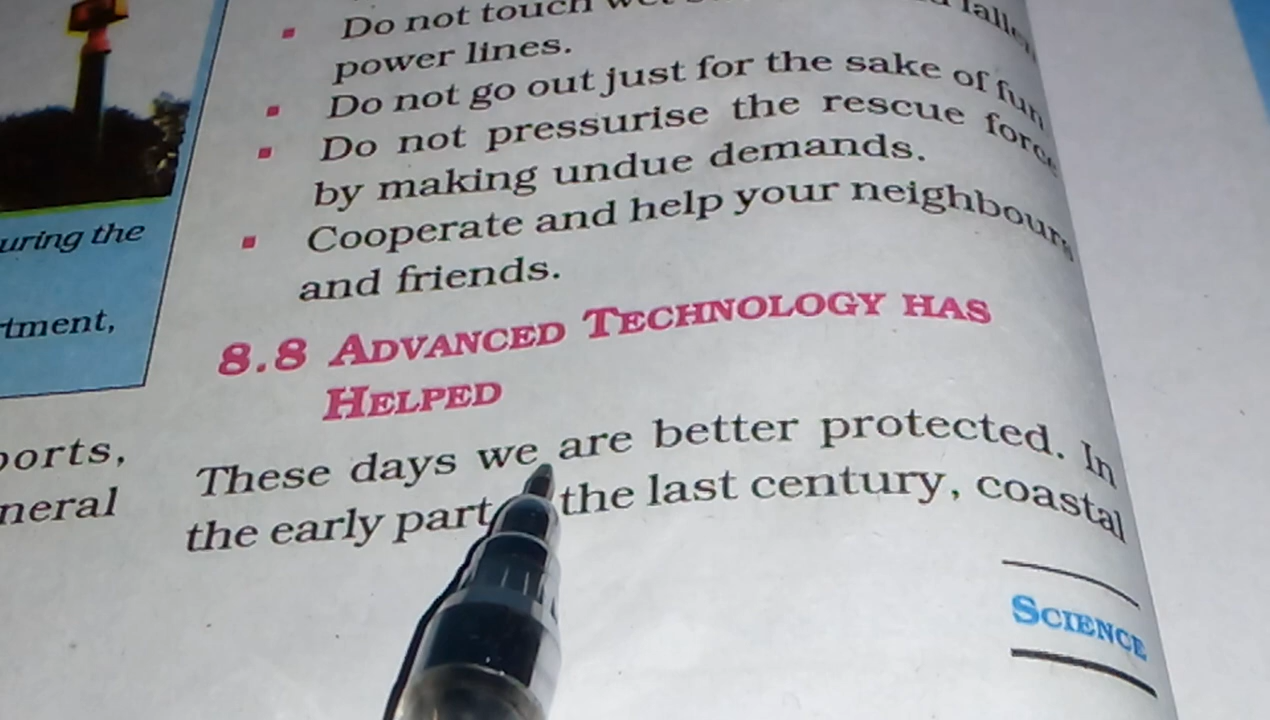 Do not touch
power lines.
Do not go out just for the sake of fun
Do not pressurise the rescue force
by making undue demands.
Cooperate and help your neighbours
and friends.
8.8 ADVANCED TECHNOLOGY HAS
HELPED
These days we are better protected. In
the early part the last century, coastal
SCIENCE
uring the
tment,
ports,
neral